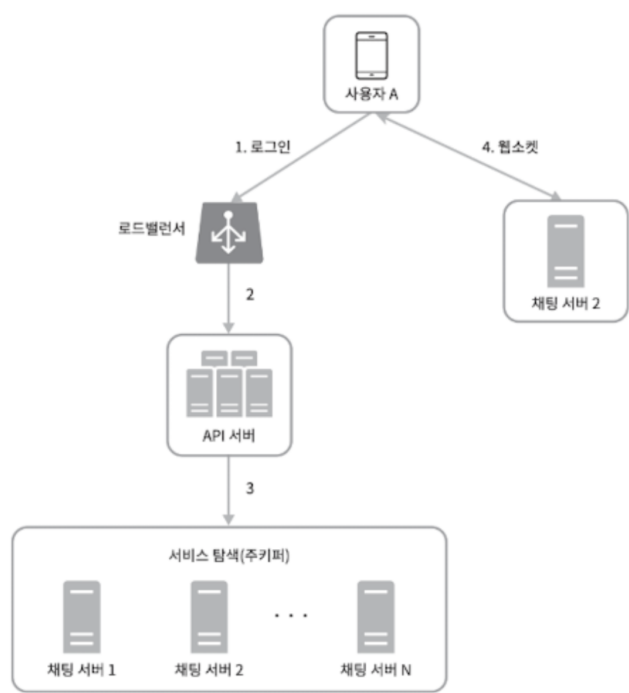 사용자 A
1. 로그인
4. 웹소켓
로드밸런서
채팅 서버 2
2
API 서버
3
서비스 탐색(주키퍼)
채팅 서버 1
채팅 서버 2
. . .
채팅 서버 N